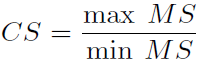 CS = max MS / min MS